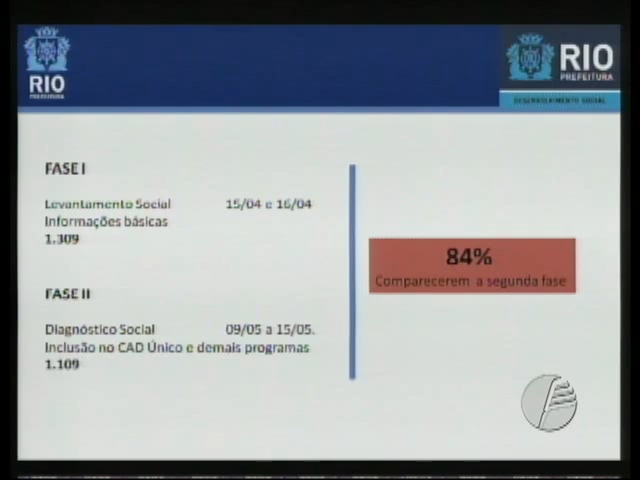 RIO
PREFEITURA
RIO
PREFEITURA
DESENVOLVIMENTO SOCIAL
FASE I
Levantamento Social 15/04 e 16/04
Informações básicas
1.309
84%
Comparecerem a segunda fase
FASE II
Diagnóstico Social 09/05 a 15/05.
Inclusão no CAD Único e demais programas
1.109